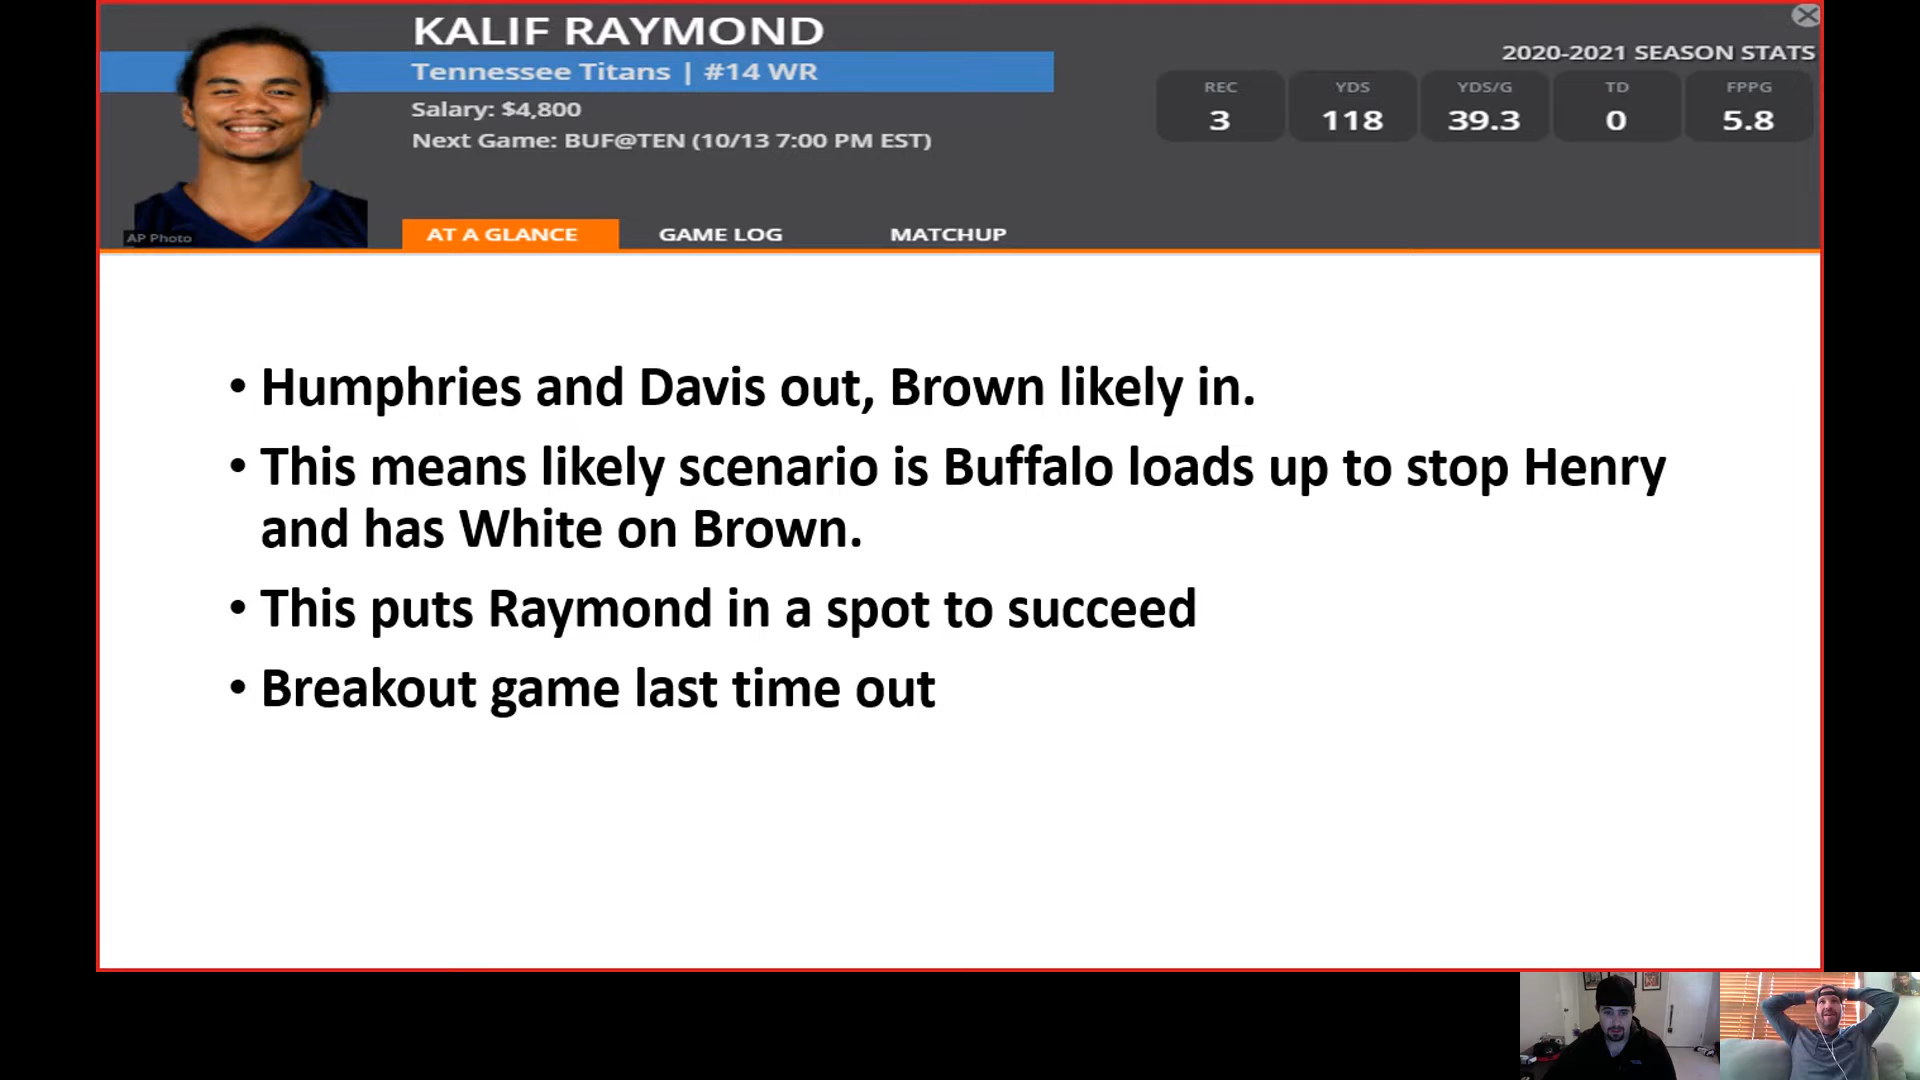 KALIF RAYMOND
Tennessee Titans | #14 WR
Salary: $4,800
Next Game: BUF@TEN (10/13 7:00 PM EST)
2020-2021 SEASON STATS
REC YDS YDS/G TD FPPG
3 118 39.3 0 5.8
AP Photo
AT A GLANCE GAME LOG MATCHUP
• Humphries and Davis out, Brown likely in.
• This means likely scenario is Buffalo loads up to stop Henry
and has White on Brown.
• This puts Raymond in a spot to succeed
• Breakout game last time out